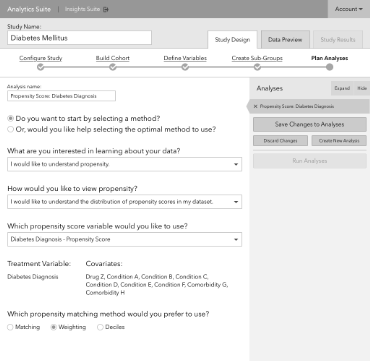 Analytics Suite | Insights Suite
Account
Study Name:
Diabetes Mellitus
Study Design
Data Preview
Study Results
Configure Study
Build Cohort
Define Variables
Create Sub-Groups
Plan Analyses
Analysis name:
Propensity Score: Diabetes Diagnosis
Do you want to start by selecting a method?
Or, would you like help selecting the optimal method to use?
What are you interested in learning about your data?
I would like to understand propensity.
How would you like to view propensity?
I would like to understand the distribution of propensity scores in my dataset.
Which propensity score variable would you like to use?
Diabetes Diagnosis - Propensity Score
Treatment Variable:
Covariates:
Diabetes Diagnosis
Drug Z, Condition A, Condition B, Condition C,
Condition D, Condition E, Condition F, Comorbidity G,
Comorbidity H
Which propensity matching method would you prefer to use?
Matching
Weighting
Deciles
Analyses
Expand
Hide
× Propensity Score: Diabetes Diagnosis
Save Changes to Analyses
Discard Changes
Create New Analysis
Run Analyses